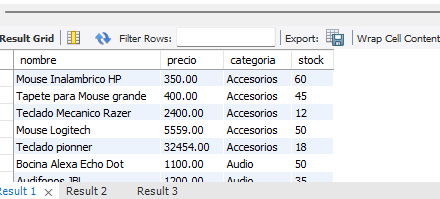 Result Grid Filter Rows: Export: Wrap Cell Content
nombre precio categoria stock
Mouse Inalambrico HP 350.00 Accesorios 60
Tapete para Mouse grande 400.00 Accesorios 45
Teclado Mecanico Razer 2400.00 Accesorios 12
Mouse Logitech 5559.00 Accesorios 50
Teclado pionner 32454.00 Accesorios 18
Bocina Alexa Echo Dot 1100.00 Audio 50
Audifonos JBL 1200.00 Audio 35
Result 1 Result 2 Result 3